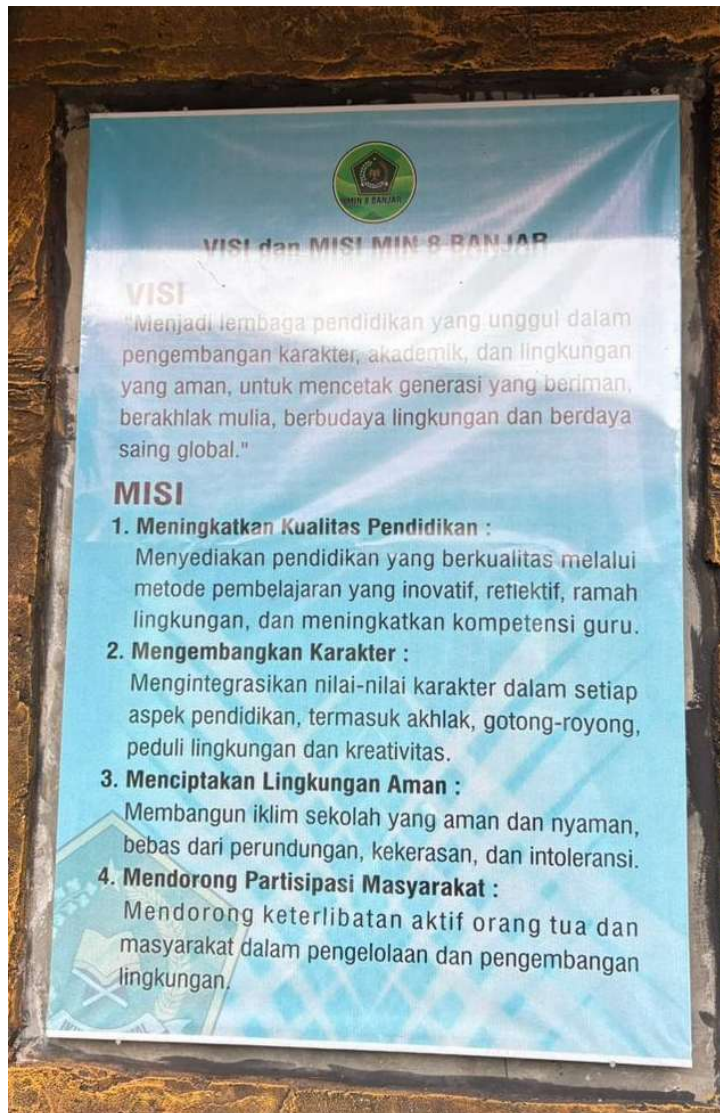 MIN 8 BANJAR
VISI dan MISI MIN 8 BANJAR
VISI
"Menjadi lembaga pendidikan yang unggul dalam
pengembangan karakter, akademik, dan lingkungan
yang aman, untuk mencetak generasi yang beriman,
berakhlak mulia, berbudaya lingkungan dan berdaya
saing global."
MISI
1. Meningkatkan Kualitas Pendidikan :
Menyediakan pendidikan yang berkualitas melalui
metode pembelajaran yang inovatif, reflektif, ramah
lingkungan, dan meningkatkan kompetensi guru.
2. Mengembangkan Karakter :
Mengintegrasikan nilai-nilai karakter dalam setiap
aspek pendidikan, termasuk akhlak, gotong-royong,
peduli lingkungan dan kreativitas.
3. Menciptakan Lingkungan Aman :
Membangun iklim sekolah yang aman dan nyaman,
bebas dari perundungan, kekerasan, dan intoleransi.
4. Mendorong Partisipasi Masyarakat :
Mendorong keterlibatan aktif orang tua dan
masyarakat dalam pengelolaan dan pengembangan
lingkungan.